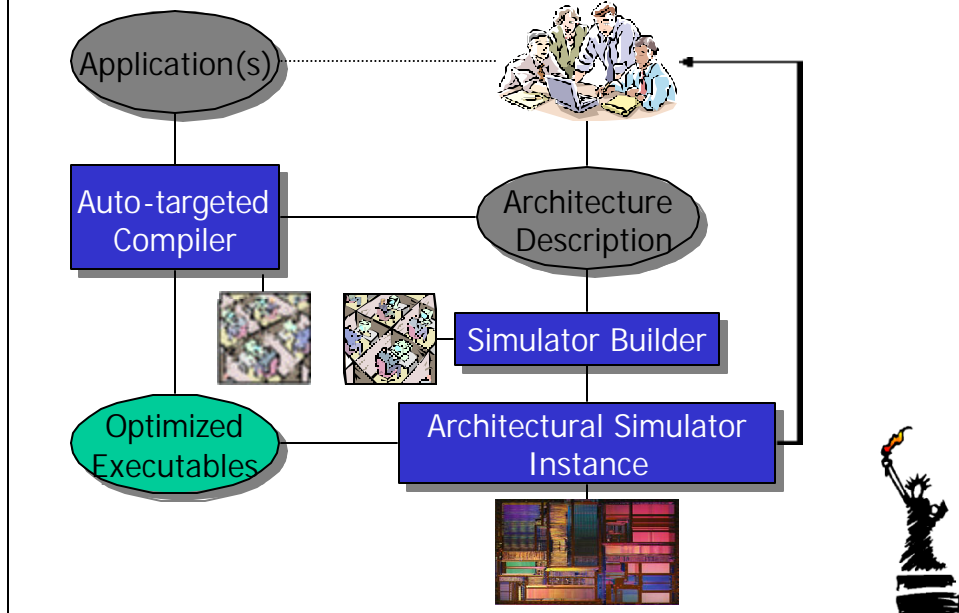 Application(s)
Auto-targeted
Compiler
Architecture
Description
Simulator Builder
Optimized
Executables
Architectural Simulator
Instance